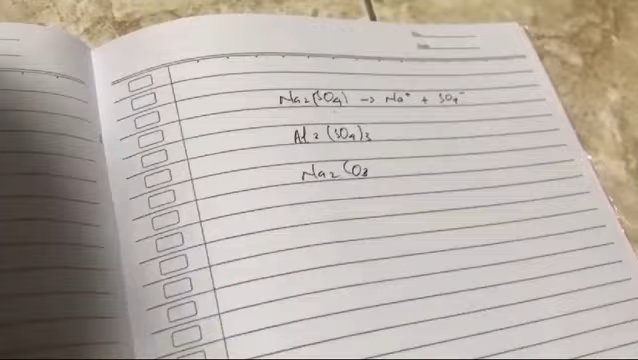 Na₂(SO₄) → Na⁺ + SO₄⁻
Al₂(SO₄)₃
Na₂CO₃